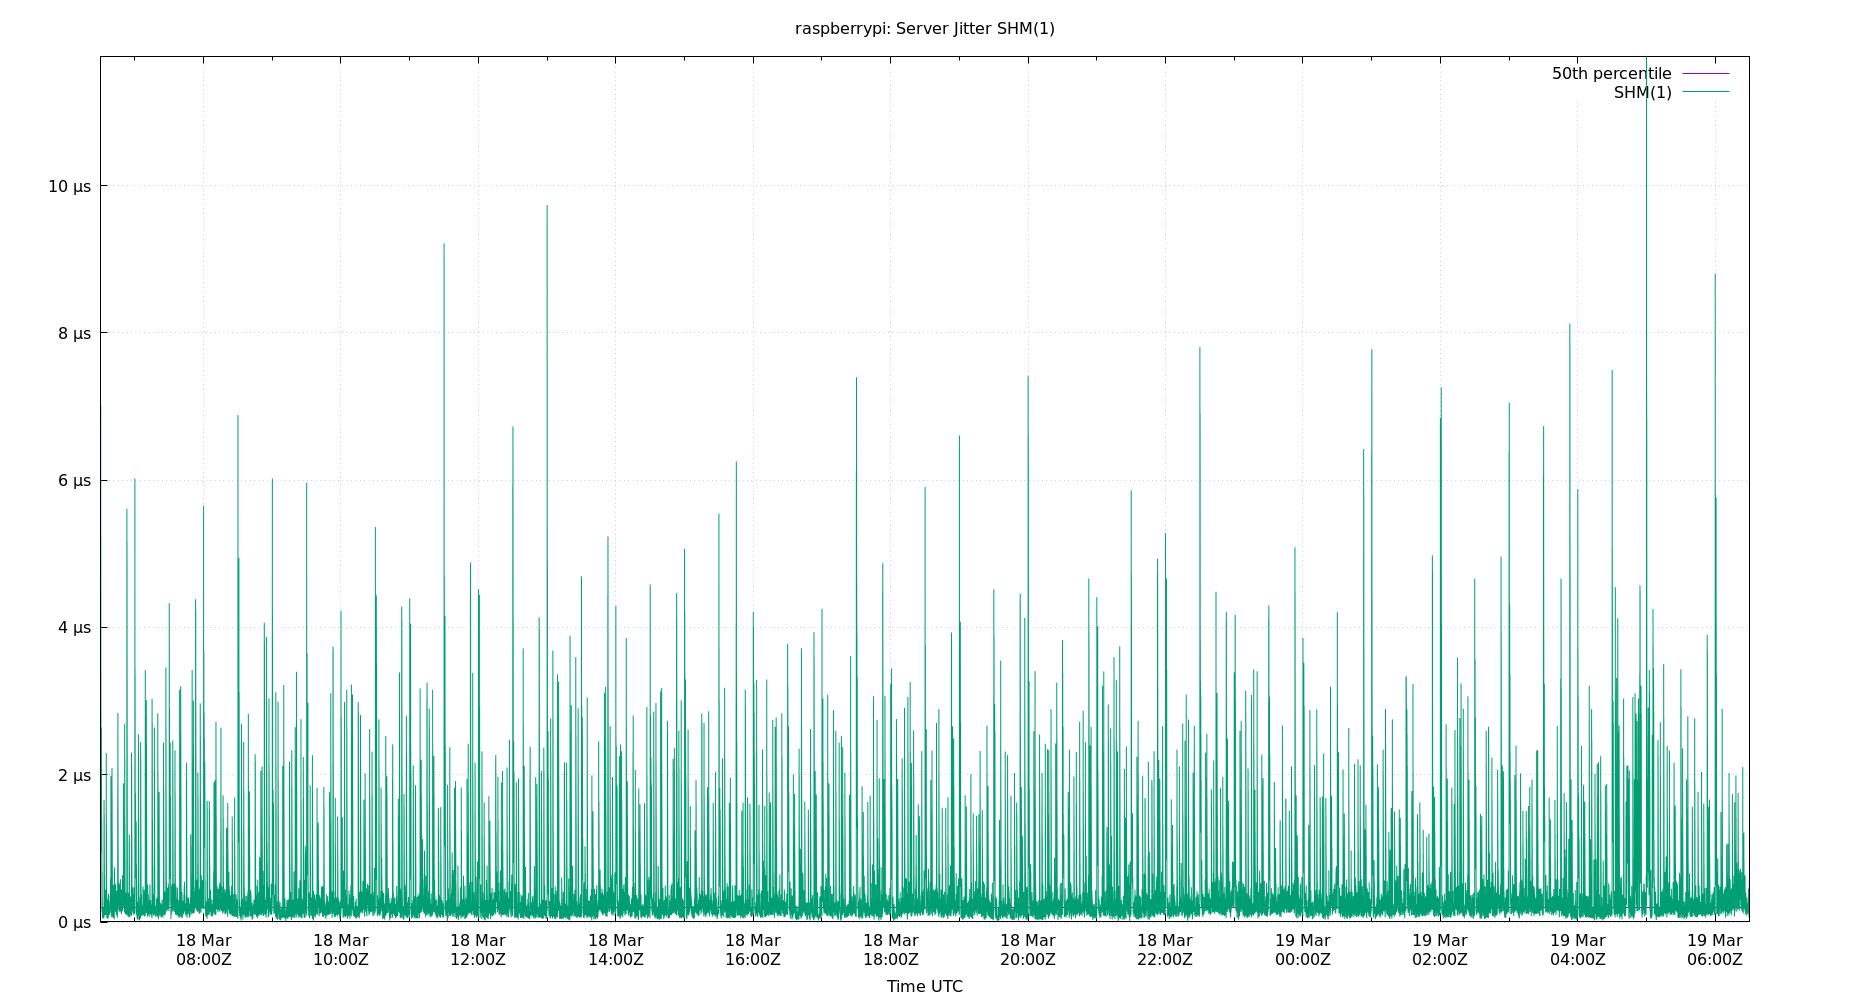 raspberrypi: Server Jitter SHM(1)
50th percentile
SHM(1)
10 µs
8 µs
6 µs
4 µs
2 µs
0 µs
18 Mar 18 Mar 18 Mar 18 Mar 18 Mar 18 Mar 18 Mar 18 Mar 19 Mar 19 Mar 19 Mar 19 Mar
08:00Z 10:00Z 12:00Z 14:00Z 16:00Z 18:00Z 20:00Z 22:00Z 00:00Z 02:00Z 04:00Z 06:00Z
Time UTC